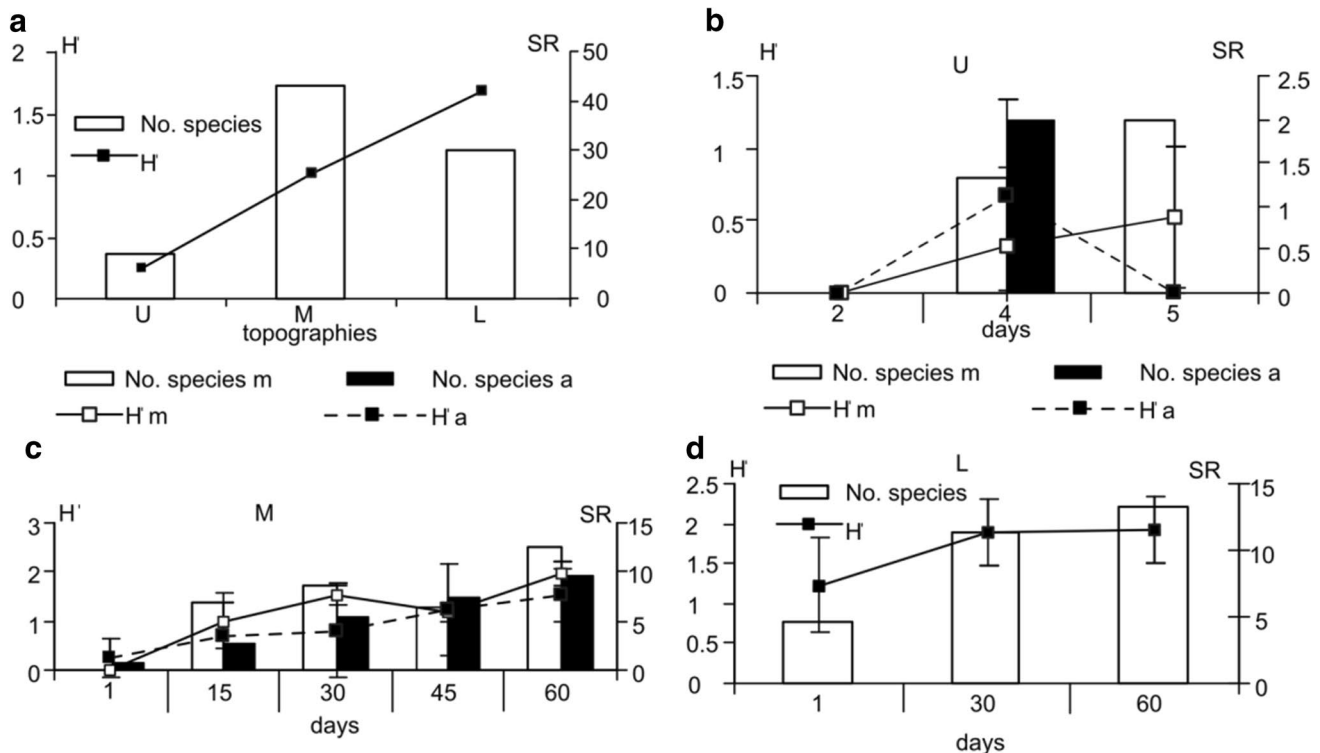 a
H' SR
2 50
1.5 40
1 30
0.5 20
0 10
0
No. species
H'
U M L
topographies
No. species m No. species a
H' m H' a
b
H' U SR
1.5 2.5
1 2
0.5 1.5
0 1
0.5
0
2 4 5
days
No. species m No. species a
H' m H' a
c
H' M SR
3 15
2 10
1 5
0 0
1 15 30 45 60
days
d
H' L SR
2.5 15
2 10
1.5 5
1 0
0.5
0
No. species
H'
1 30 60
days